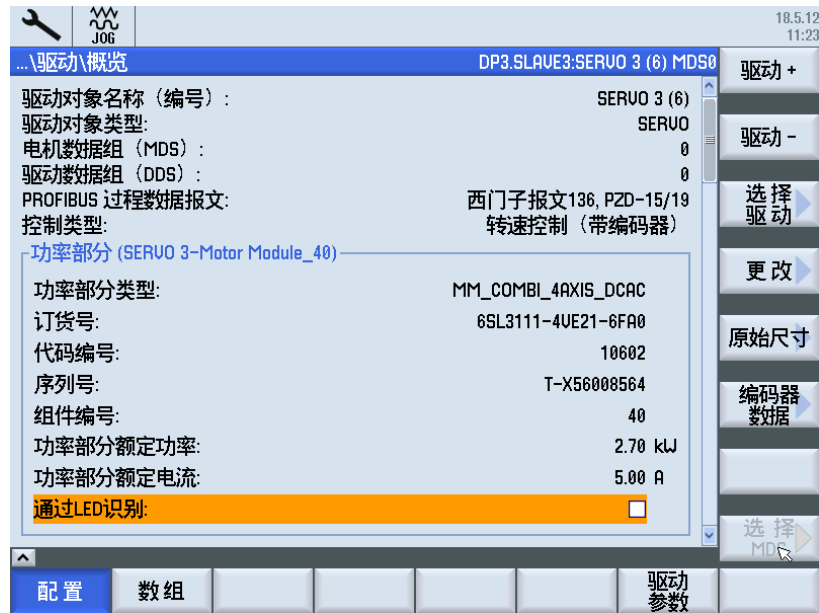 JOG
18.5.12
11:23
...\驱动\概览 DP3.SLAVE3:SERVO 3 (6) MDS0
驱动对象名称（编号）: SERVO 3 (6)
驱动对象类型: SERVO
电机数据组（MDS）: 0
驱动数据组（DDS）: 0
PROFIBUS 过程数据报文: 西门子报文136, PZD-15/19
控制类型: 转速控制（带编码器）
功率部分 (SERVO 3-Motor Module_40)
功率部分类型: MM_COMBI_4AXIS_DCAC
订货号: 6SL3111-4VE21-6FA0
代码编号: 10602
序列号: T-X56008564
组件编号: 40
功率部分额定功率: 2.70 kW
功率部分额定电流: 5.00 A
通过LED识别:
驱动 +
驱动 -
选择
驱动
更改
原始尺寸
编码器
数据
选择
MDS
配置
数组
驱动
参数